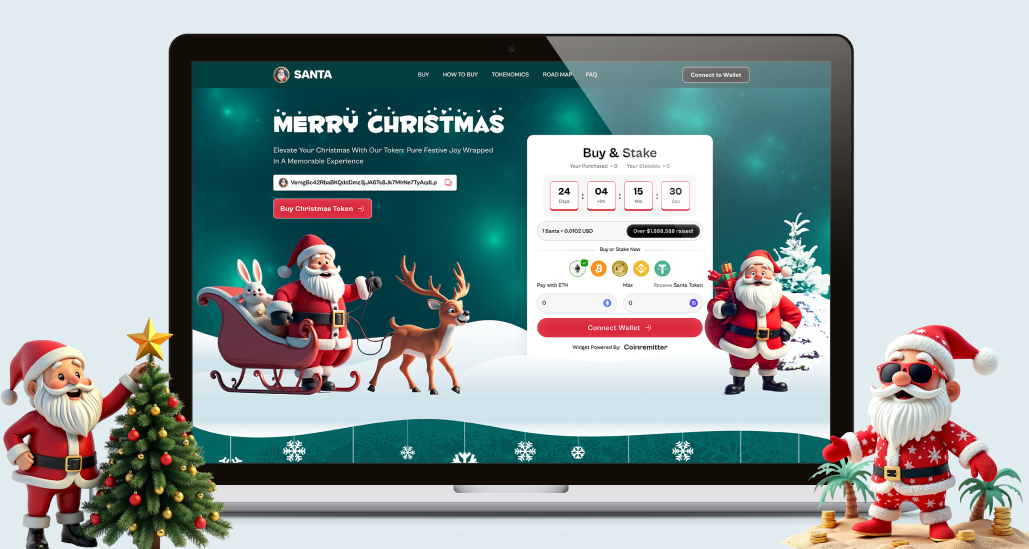 SANTA
BUY HOW TO BUY TOKENOMICS ROAD MAP FAQ
Connect to Wallet
MERRY CHRISTMAS
Elevate Your Christmas With Our Token: Pure Festive Joy Wrapped
In A Memorable Experience
Buy Christmas Token
Buy & Stake
Your Purchased = 0 Your Stakable = 0
24 : 04 : 15 : 30
Days Hrs Min Sec
1 Santa = 0.0102 USD
Over $1,888,588 raised!
Buy or Stake Now
Pay with ETH Max Receive Santa Token
0 0
Connect Wallet
Widget Powered By: Coinremitter